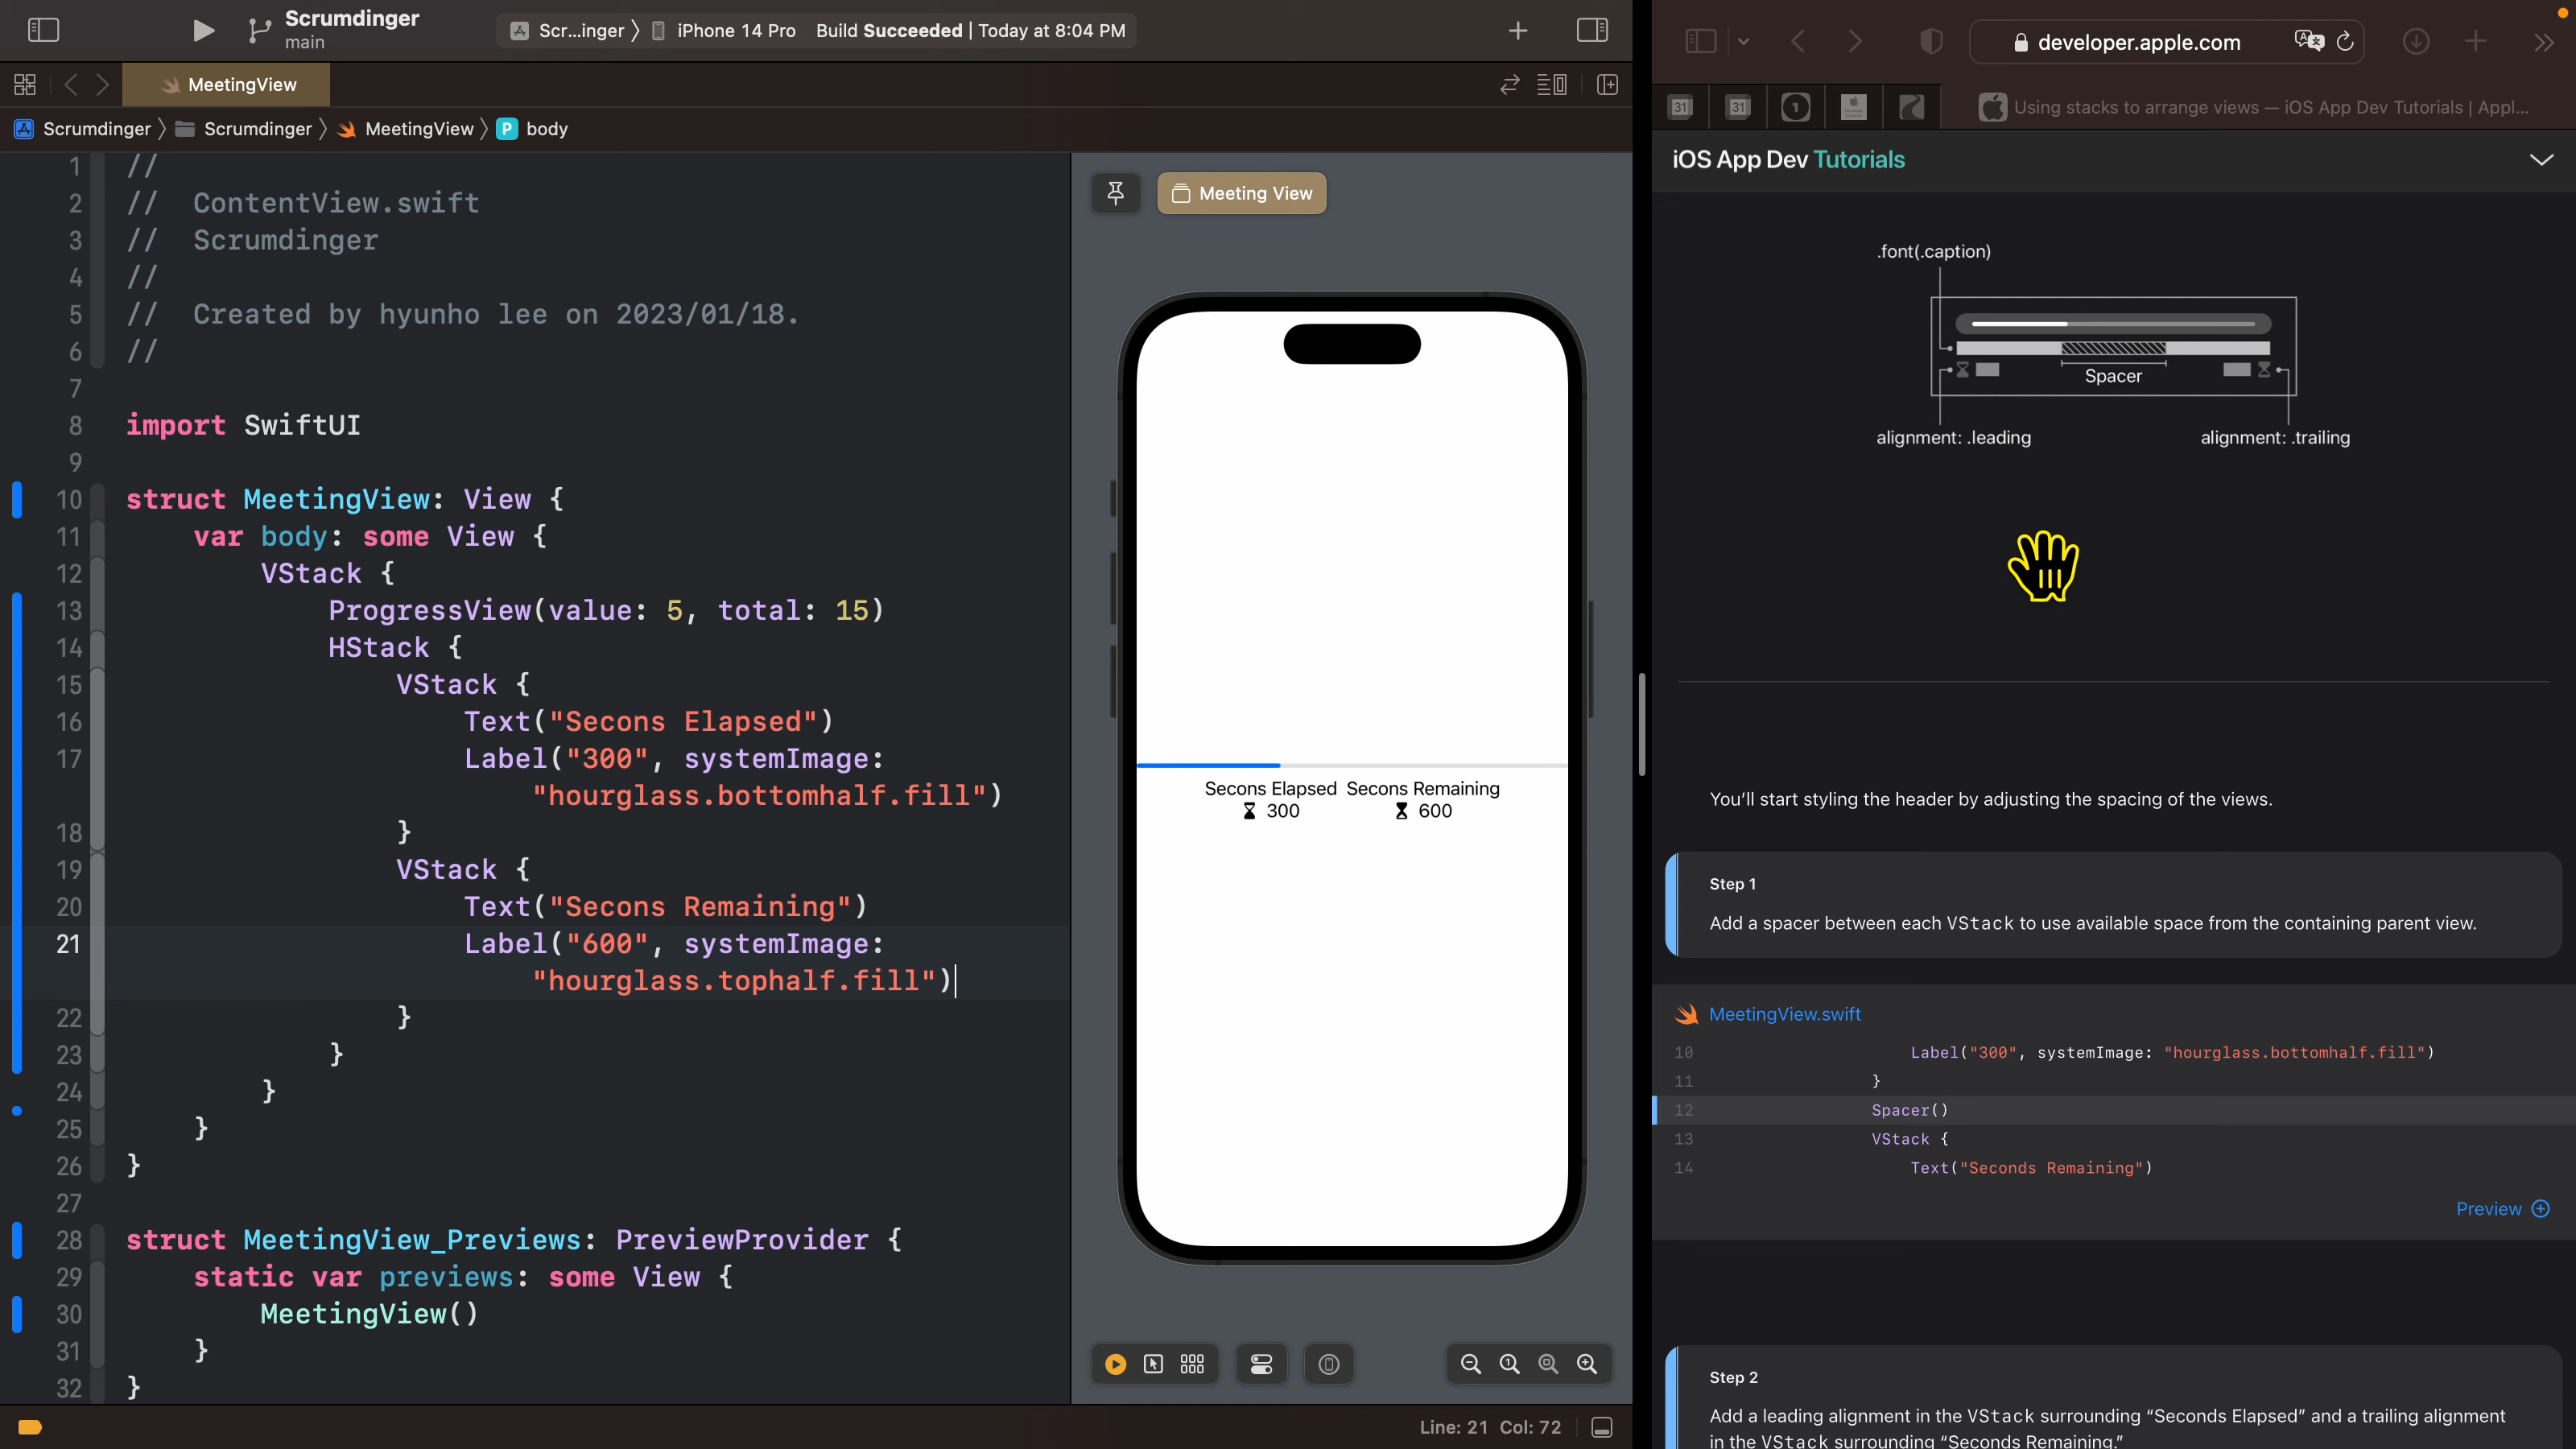 Scrumdinger
main
Scr...inger 〉 iPhone 14 Pro Build Succeeded | Today at 8:04 PM
MeetingView
Scrumdinger 〉 Scrumdinger 〉 MeetingView 〉 P body
1 //
2 //  ContentView.swift
3 //  Scrumdinger
4 //
5 //  Created by hyunho lee on 2023/01/18.
6 //
7
8 import SwiftUI
9
10 struct MeetingView: View {
11     var body: some View {
12         VStack {
13             ProgressView(value: 5, total: 15)
14             HStack {
15                 VStack {
16                     Text("Secons Elapsed")
17                     Label("300", systemImage:
"hourglass.bottomhalf.fill")
18                 }
19                 VStack {
20                     Text("Secons Remaining")
21                     Label("600", systemImage:
"hourglass.tophalf.fill")
22                 }
23             }
24         }
25     }
26 }
27
28 struct MeetingView_Previews: PreviewProvider {
29     static var previews: some View {
30         MeetingView()
31     }
32 }
Line: 21 Col: 72
Meeting View
Secons Elapsed Secons Remaining
300 600
developer.apple.com
31 31 1 Using stacks to arrange views — iOS App Dev Tutorials | Appl...
iOS App Dev Tutorials
.font(.caption)
Spacer
alignment: .leading alignment: .trailing
You'll start styling the header by adjusting the spacing of the views.
Step 1
Add a spacer between each VStack to use available space from the containing parent view.
MeetingView.swift
10 Label("300", systemImage: "hourglass.bottomhalf.fill")
11 }
12 Spacer()
13 VStack {
14 Text("Seconds Remaining")
Preview
Step 2
Add a leading alignment in the VStack surrounding “Seconds Elapsed” and a trailing alignment
in the VStack surrounding “Seconds Remaining.”